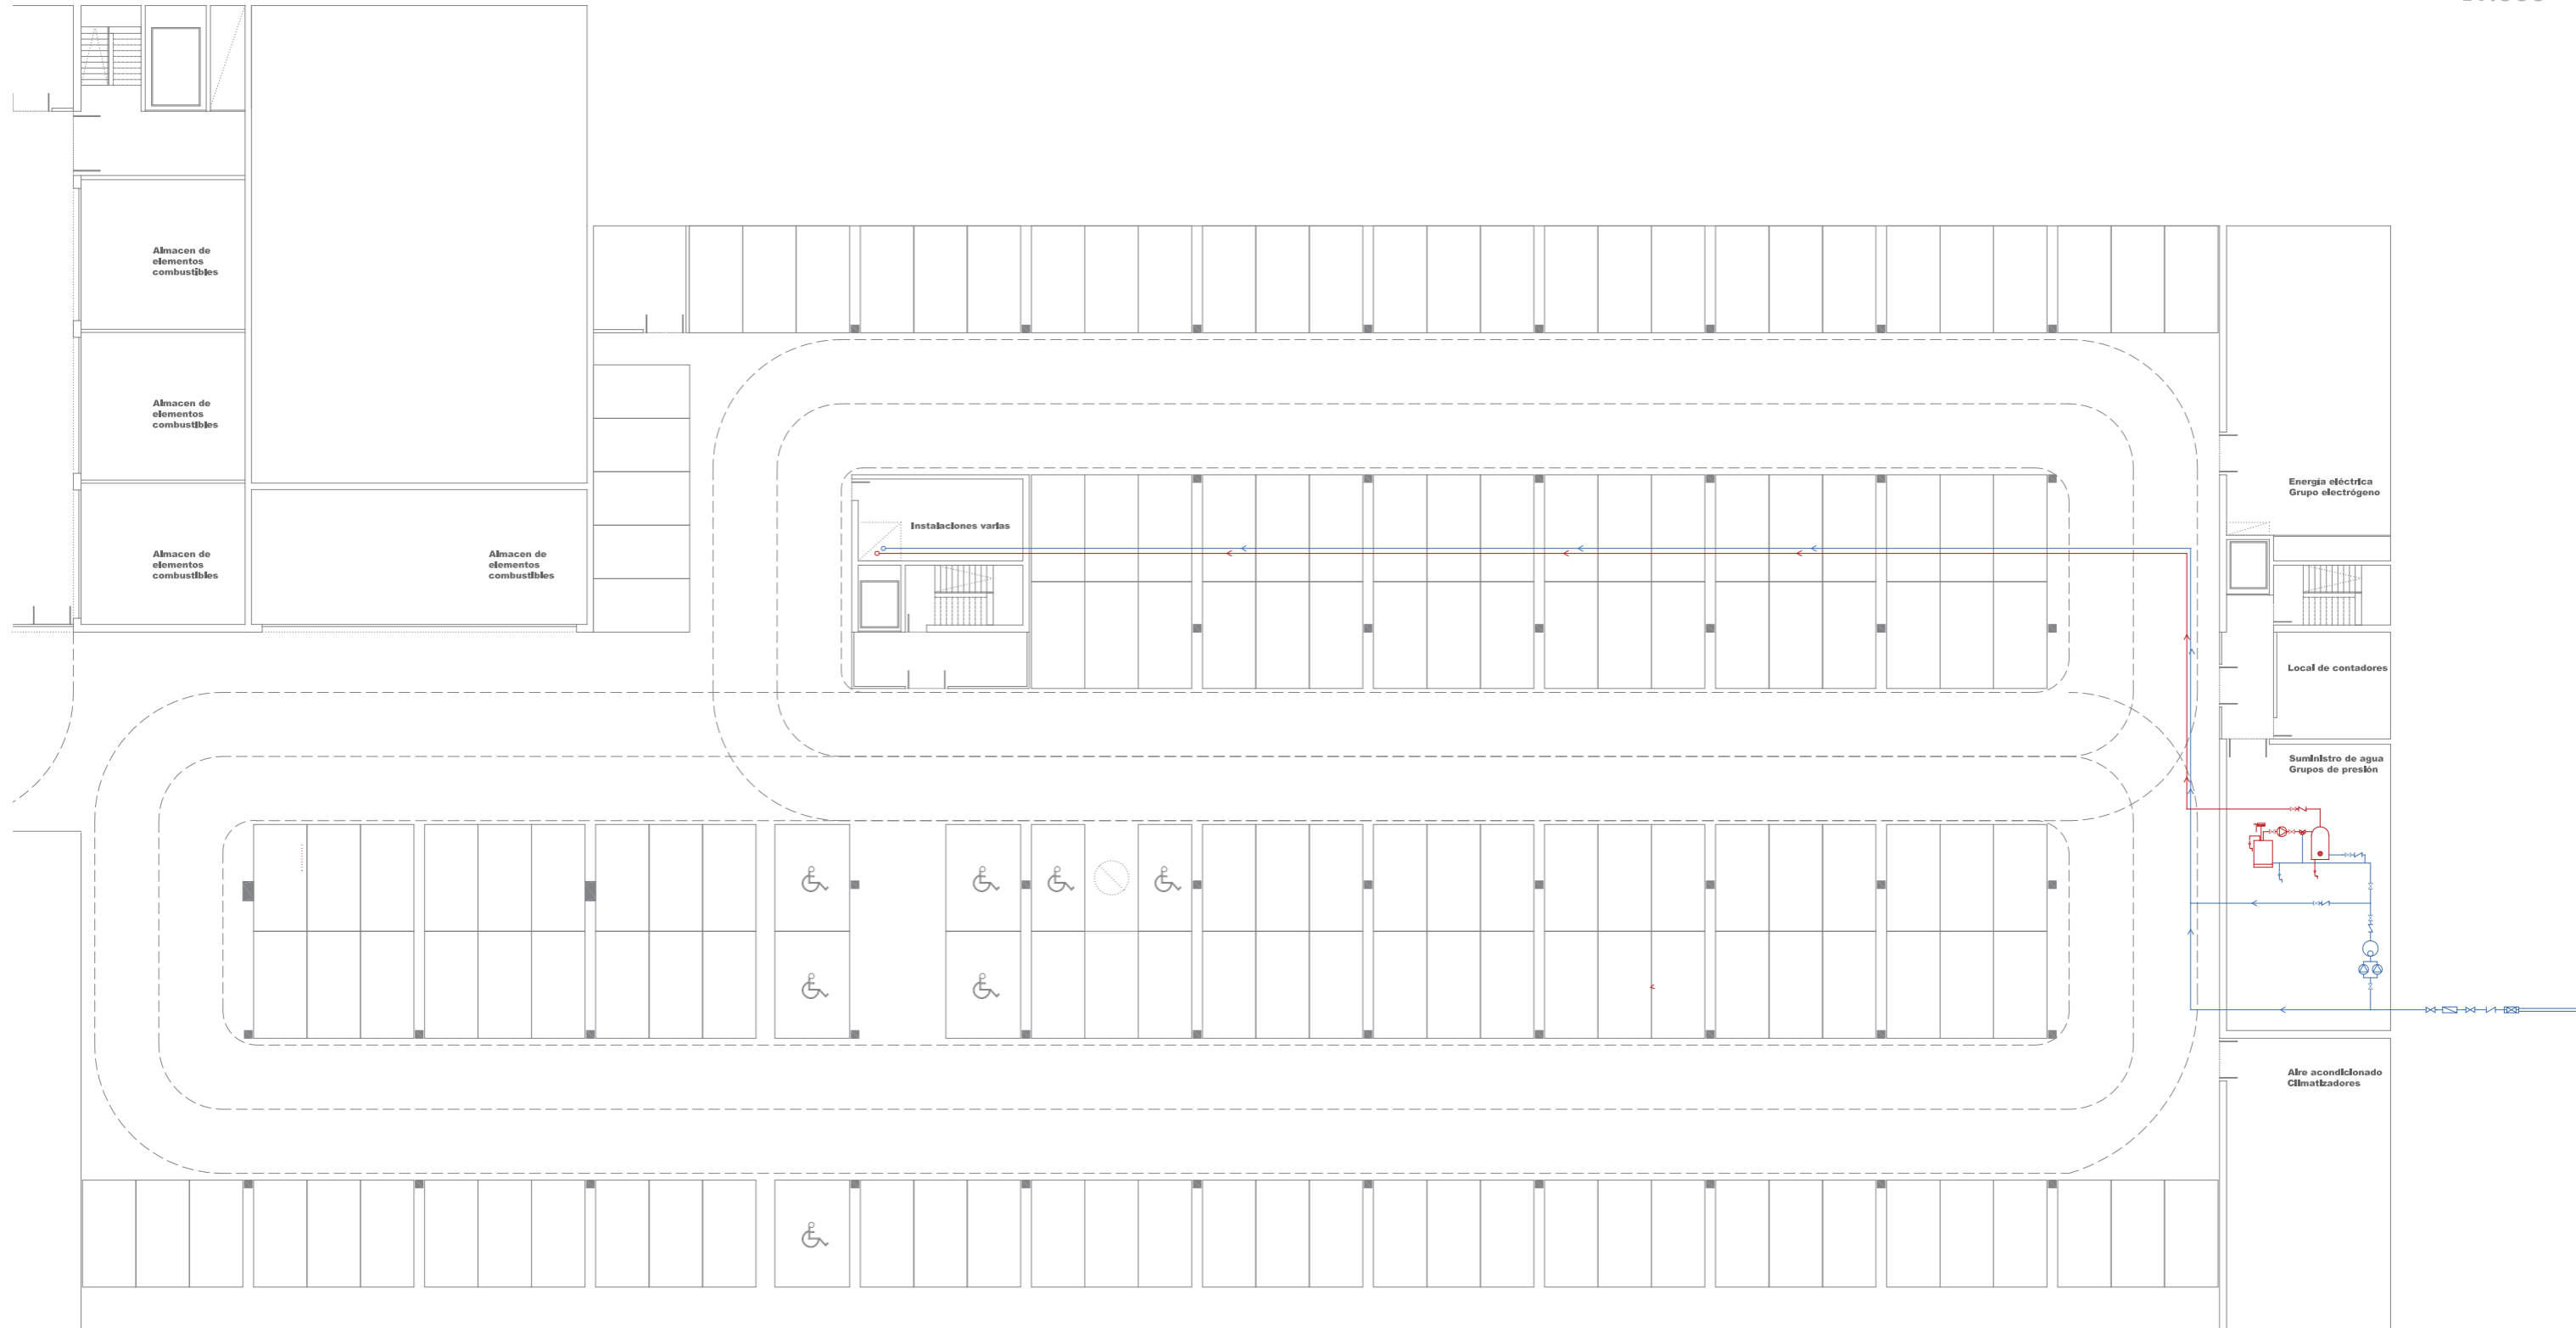 Almacen de
elementos
combustibles
Almacen de
elementos
combustibles
Almacen de
elementos
combustibles
Almacen de
elementos
combustibles
Instalaciones varias
Energía eléctrica
Grupo electrógeno
Local de contadores
Suministro de agua
Grupos de presión
Aire acondicionado
Climatizadores